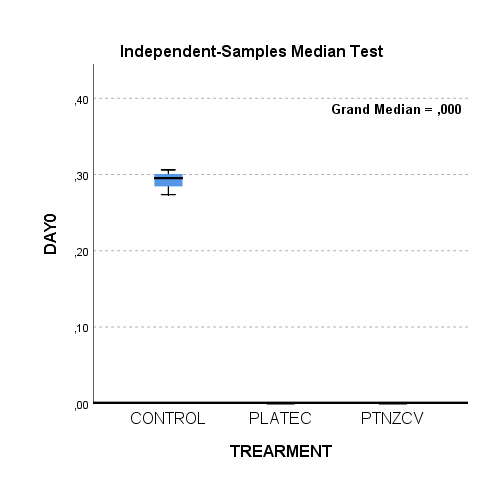 Independent-Samples Median Test
Grand Median = ,000
,40
,30
,20
,10
,00
DAY0
CONTROL PLATEC PTNZCV
TREARMENT